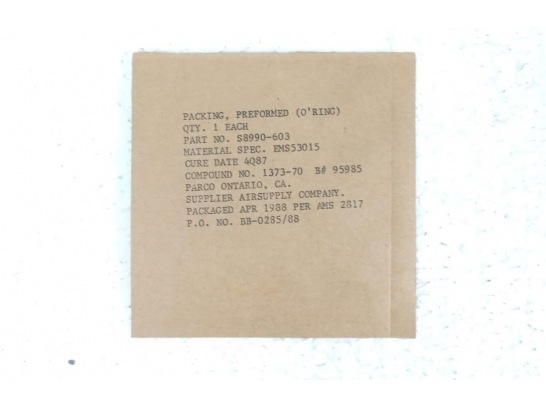 PACKING, PREFORMED (O'RING)
QTY. 1 EACH
PART NO. S8990-603
MATERIAL SPEC. EMS53015
CURE DATE 4Q87
COMPOUND NO. 1373-70 B# 95985
PARCO ONTARIO, CA.
SUPPLIER AIRSUPPLY COMPANY.
PACKAGED APR 1988 PER AMS 2817
P.O. NO. BB-0285/88